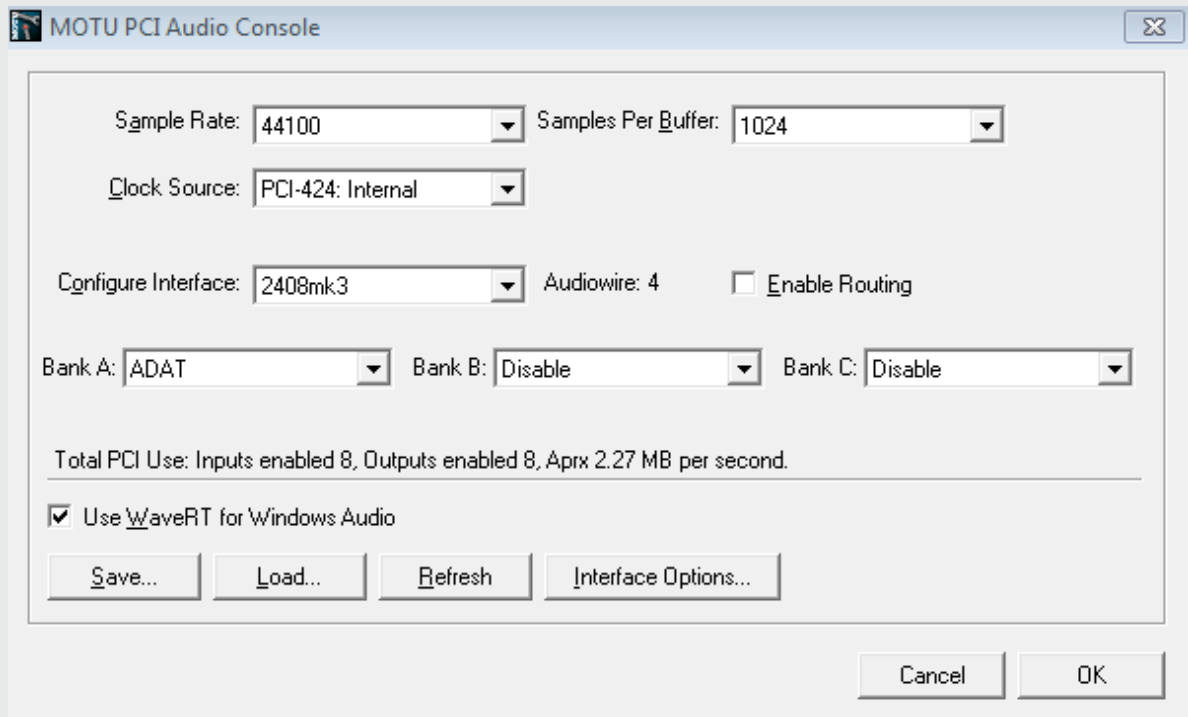 MOTU PCI Audio Console
Sample Rate: 44100 Samples Per Buffer: 1024
Clock Source: PCI-424: Internal
Configure Interface: 2408mk3 Audiowire: 4 Enable Routing
Bank A: ADAT Bank B: Disable Bank C: Disable
Total PCI Use: Inputs enabled 8, Outputs enabled 8, Aprx 2.27 MB per second.
Use WaveRT for Windows Audio
Save... Load... Refresh Interface Options...
Cancel OK